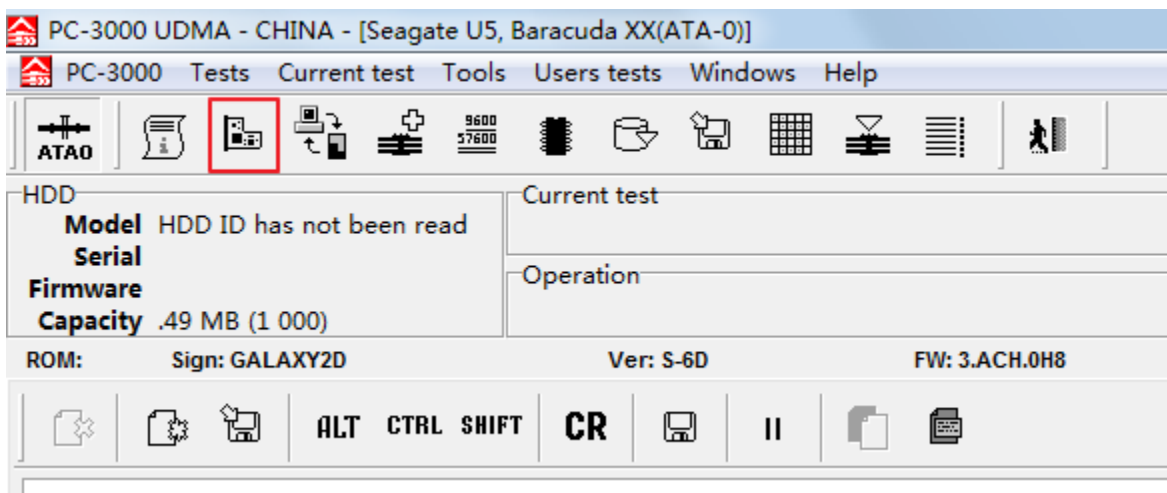 PC-3000 UDMA - CHINA - [Seagate U5, Baracuda XX(ATA-0)]
PC-3000 Tests Current test Tools Users tests Windows Help
ATA0 9600 57600
HDD
Model HDD ID has not been read
Serial
Firmware
Capacity .49 MB (1 000)
Current test
Operation
ROM: Sign: GALAXY2D Ver: S-6D FW: 3.ACH.0H8
ALT CTRL SHIFT CR